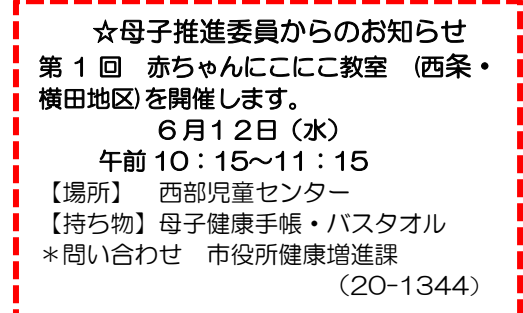 ☆母子推進委員からのお知らせ
第1回　赤ちゃんにこにこ教室　(西条・
横田地区)を開催します。
6月12日（水）
午前10：15～11：15
【場所】　西部児童センター
【持ち物】母子健康手帳・バスタオル
＊問い合わせ　市役所健康増進課
（20-1344）